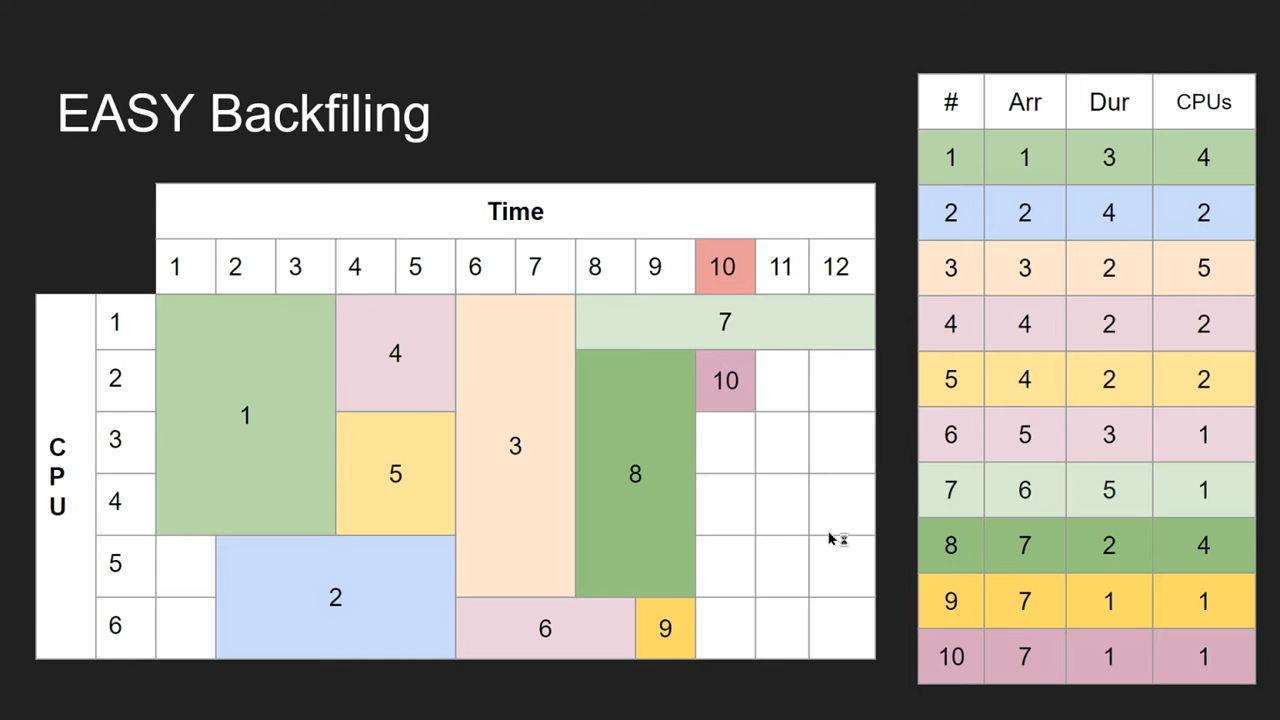 EASY Backfiling
Time
1 2 3 4 5 6 7 8 9 10 11 12
CPU
1
2
3
4
5
6
1
4
5
2
3
6
7
8
9
10
# Arr Dur CPUs
1 1 3 4
2 2 4 2
3 3 2 5
4 4 2 2
5 4 2 2
6 5 3 1
7 6 5 1
8 7 2 4
9 7 1 1
10 7 1 1